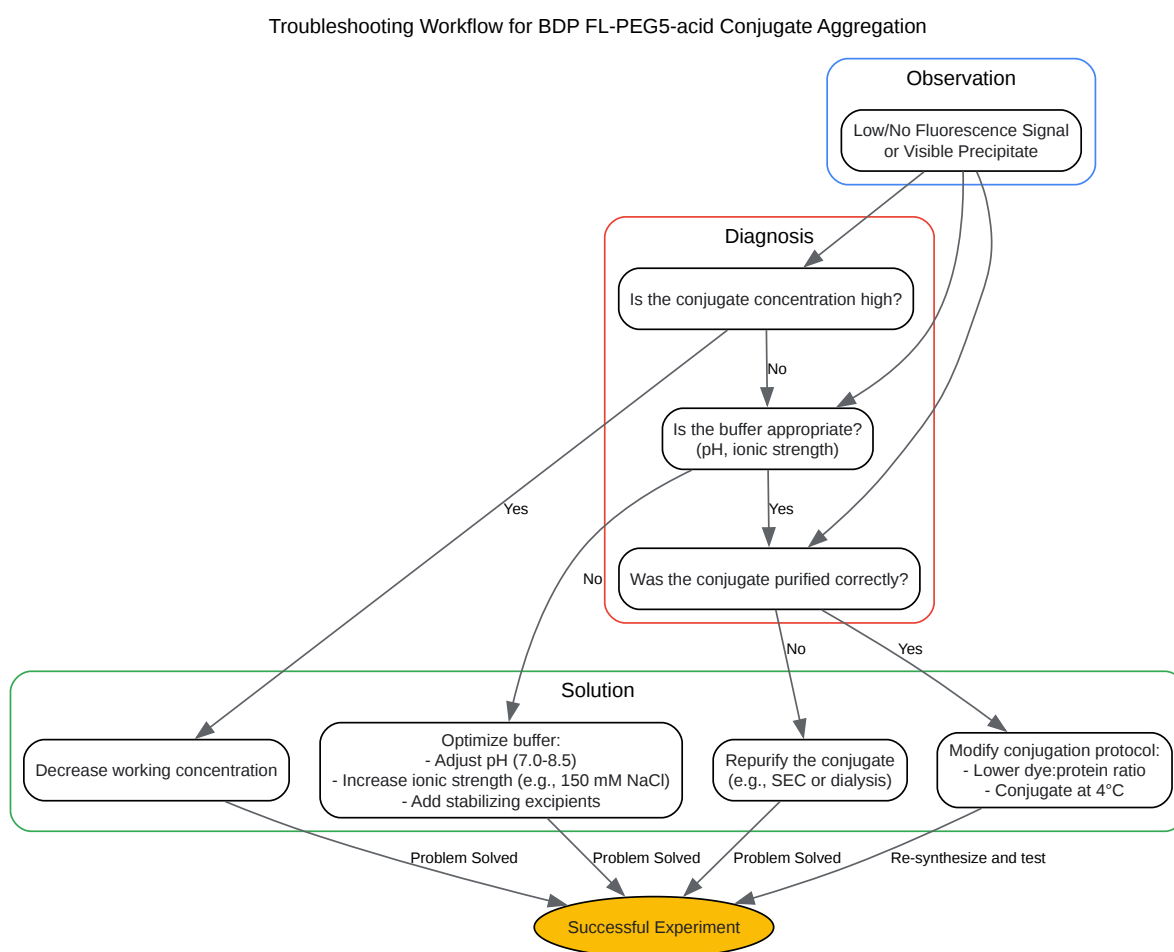 Troubleshooting Workflow for BDP FL-PEG5-acid Conjugate Aggregation
Observation
Low/No Fluorescence Signal
or Visible Precipitate
Diagnosis
Is the conjugate concentration high?
No
Is the buffer appropriate?
(pH, ionic strength)
Yes
Yes
No
Was the conjugate purified correctly?
No
Yes
Solution
Decrease working concentration
Optimize buffer:
- Adjust pH (7.0-8.5)
- Increase ionic strength (e.g., 150 mM NaCl)
- Add stabilizing excipients
Repurify the conjugate
(e.g., SEC or dialysis)
Modify conjugation protocol:
- Lower dye:protein ratio
- Conjugate at 4°C
Problem Solved
Problem Solved
Problem Solved
Re-synthesize and test
Successful Experiment